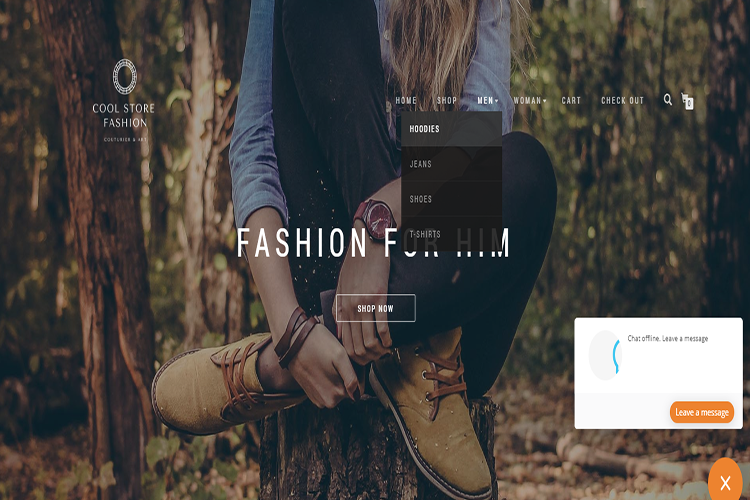 COOL STORE
FASHION
COUTURIER & ART
HOME SHOP MEN WOMAN CART CHECK OUT
0
HOODIES
JEANS
SHOES
T-SHIRTS
FASHION FOR HIM
SHOP NOW
Chat offline, Leave a message
Leave a message
X